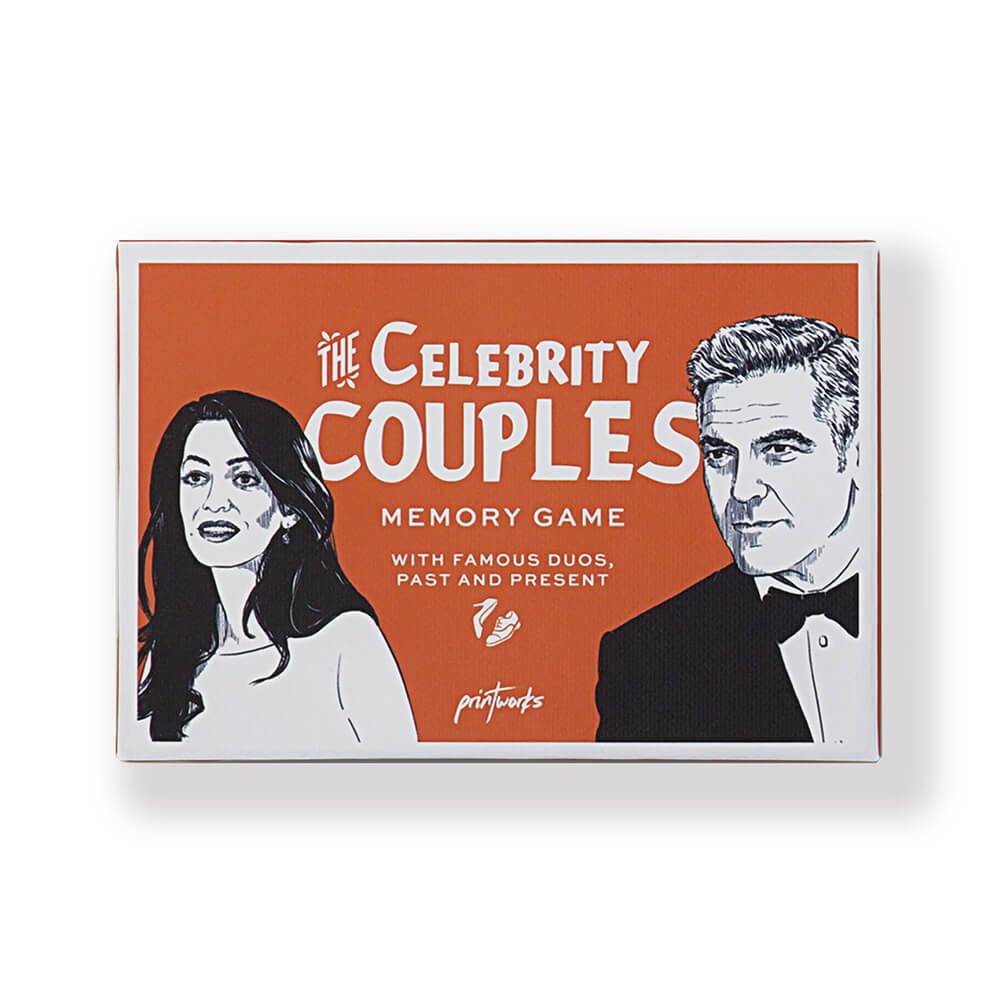 THE CELEBRITY
COUPLES
MEMORY GAME
WITH FAMOUS DUOS,
PAST AND PRESENT
printworks